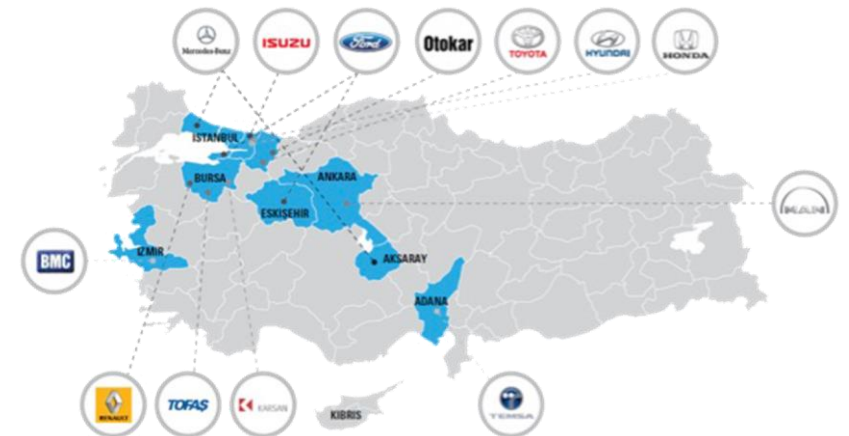 Mercedes-Benz
ISUZU
Ford
Otokar
TOYOTA
HYUNDAI
HONDA
İSTANBUL
BURSA
ANKARA
ESKİŞEHİR
MAN
BMC
İZMİR
AKSARAY
ADANA
RENAULT
TOFAŞ
KARSAN
KIBRIS
TEMSA